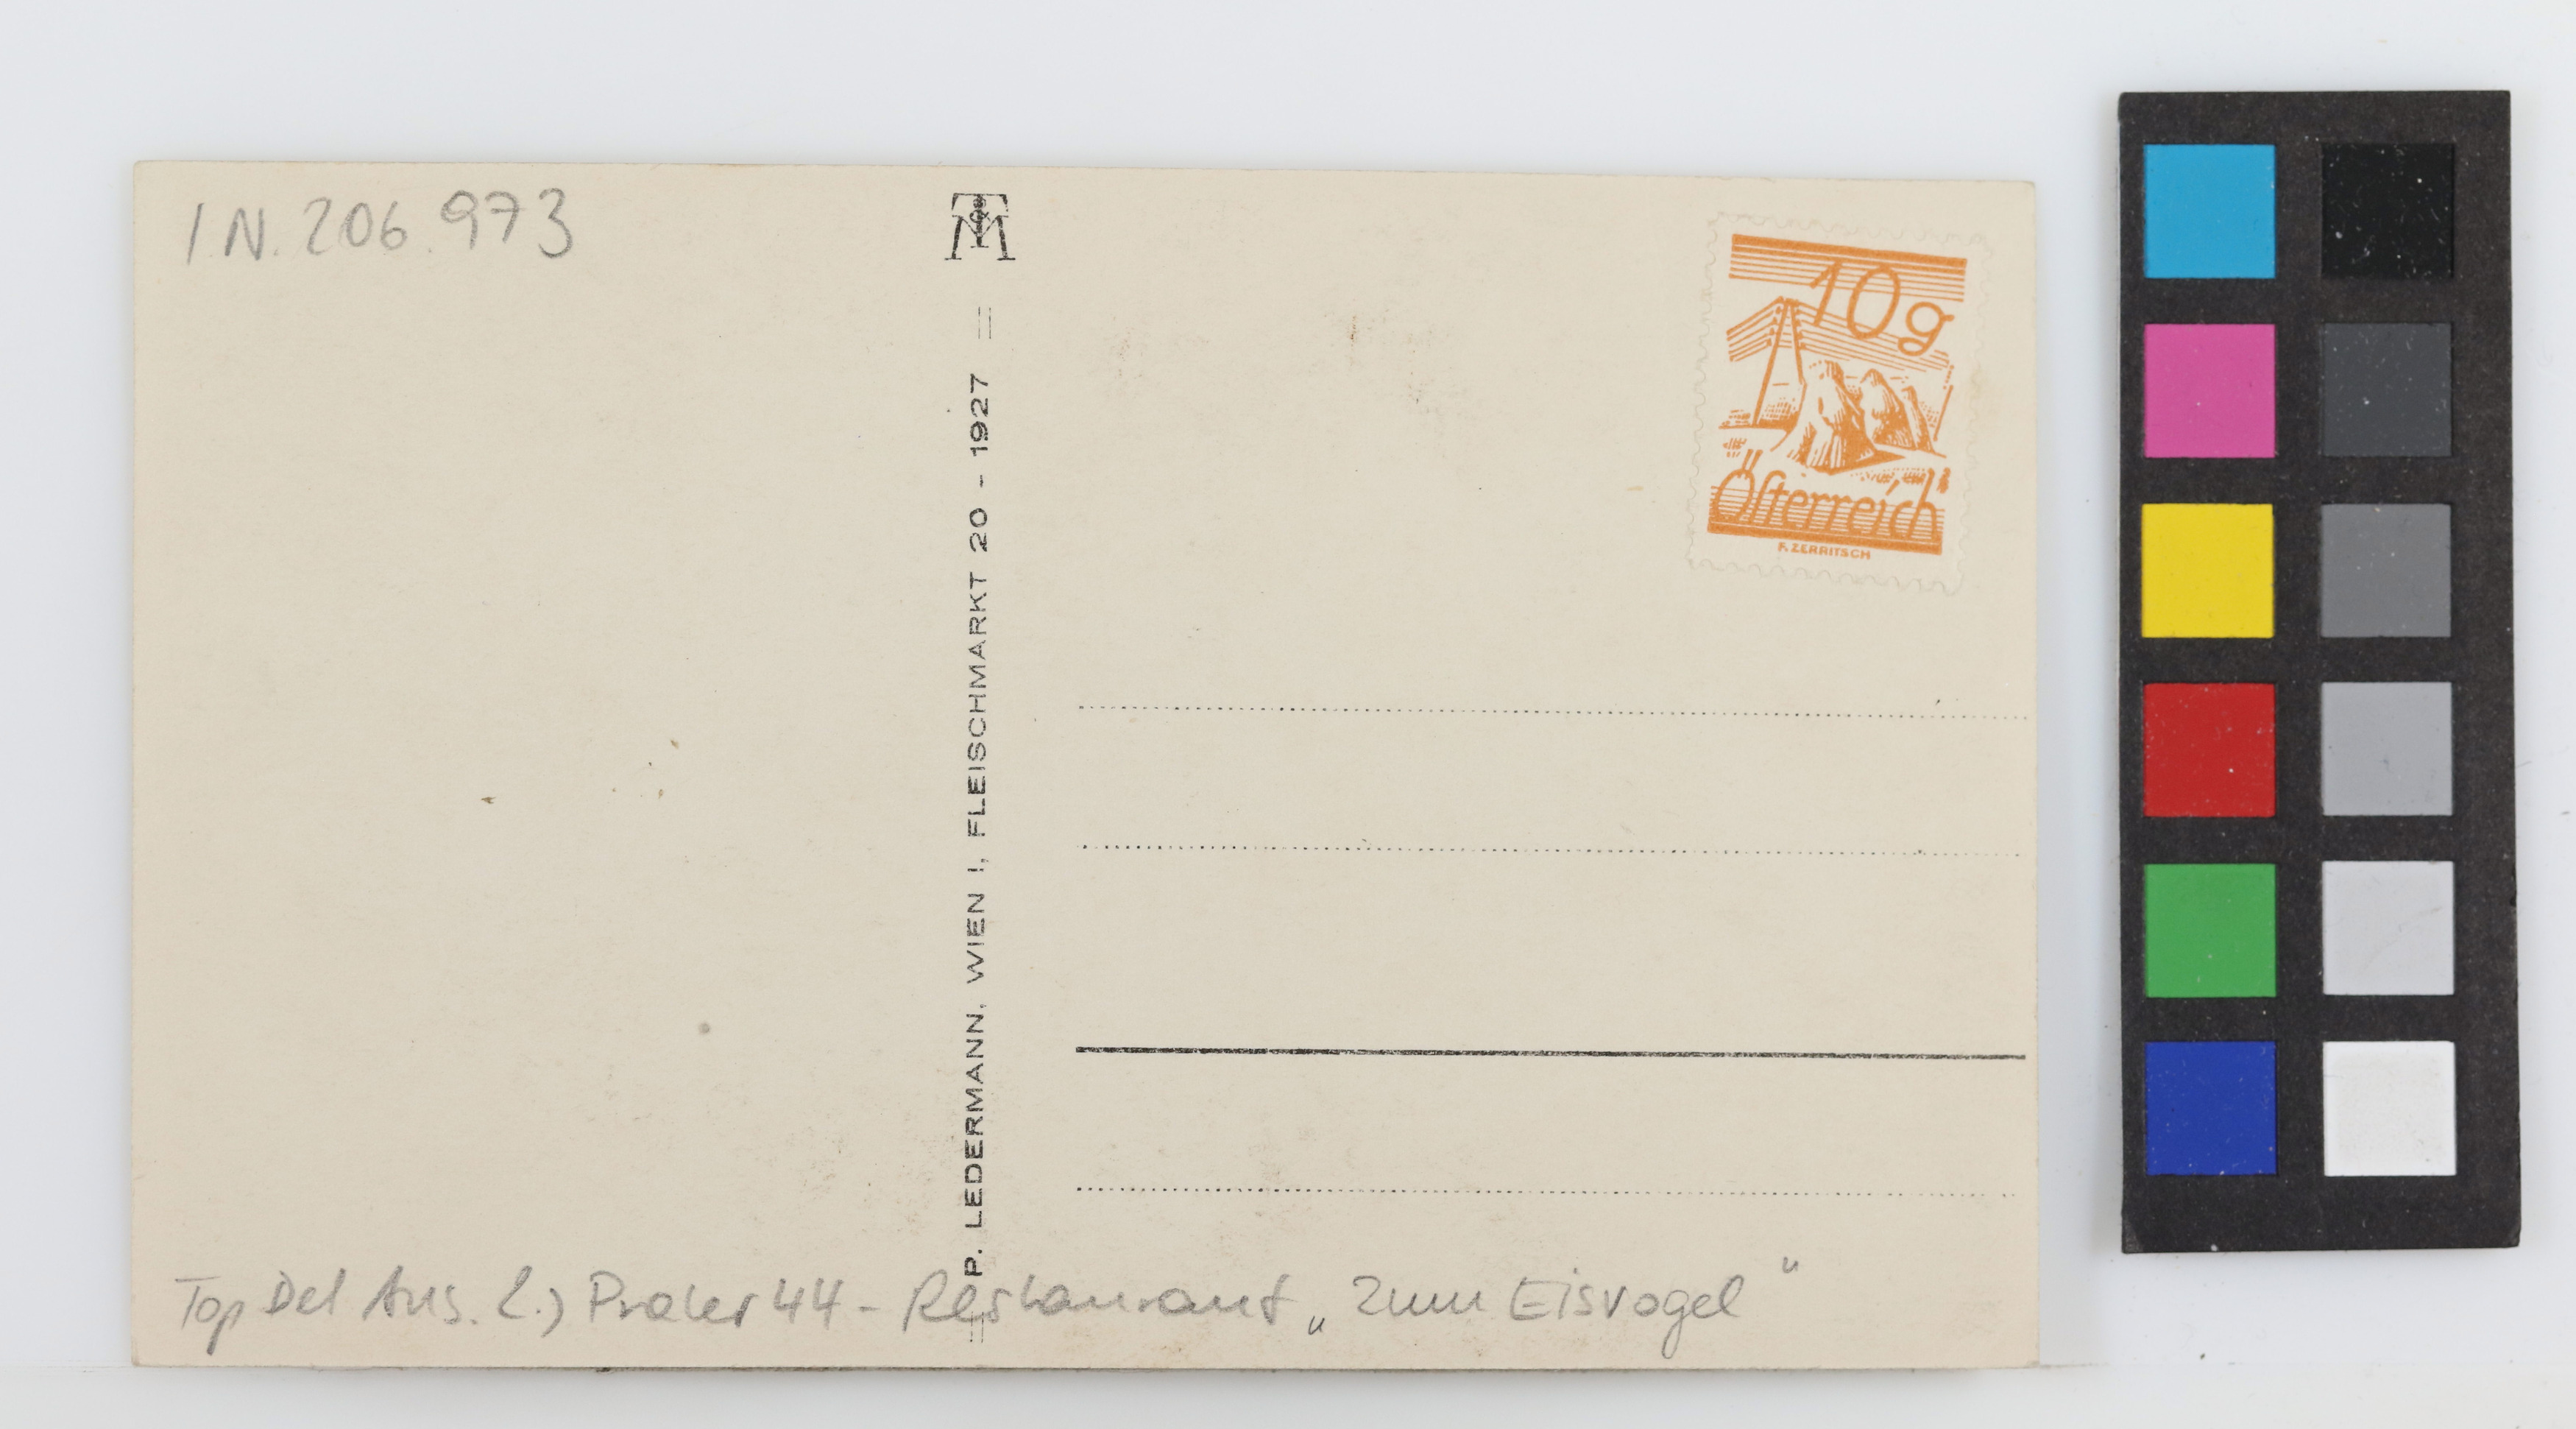 I.N. 206.973
P. LEDERMANN, WIEN I, FLEISCHMARKT 20 - 1927
10g
Österreich
F. ZERRITSCH
Top Del Aus. 2.) Prater 44 - Restaurant „Zum Eisvogel"